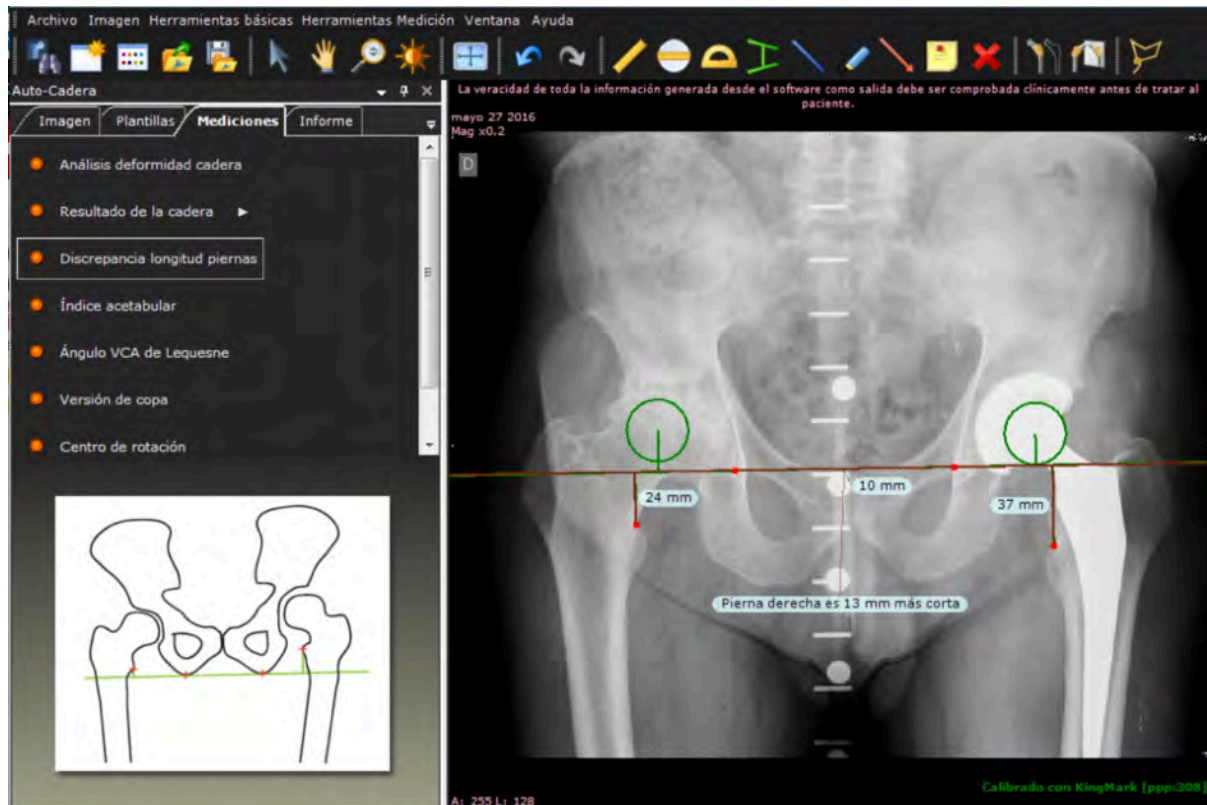 Archivo Imagen Herramientas básicas Herramientas Medición Ventana Ayuda
Auto-Cadera
Imagen Plantillas Mediciones Informe
Análisis deformidad cadera
Resultado de la cadera
Discrepancia longitud piernas
Índice acetabular
Ángulo VCA de Lequesne
Versión de copa
Centro de rotación
La veracidad de toda la información generada desde el software como salida debe ser comprobada clínicamente antes de tratar al
paciente.
mayo 27 2016
Mag x0.2
D
24 mm
10 mm
37 mm
Pierna derecha es 13 mm más corta
Calibrado con KingMark [ppp:308]
A: 255 L: 128